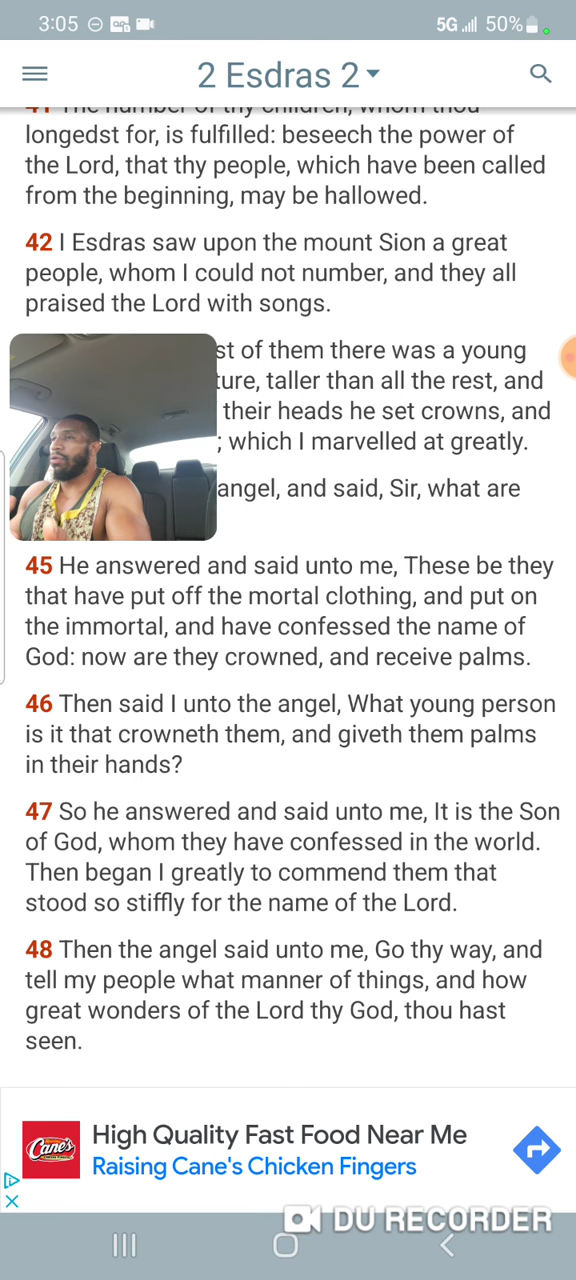 3:05
5G 50%
2 Esdras 2
41 The number of thy children, whom thou
longedst for, is fulfilled: beseech the power of
the Lord, that thy people, which have been called
from the beginning, may be hallowed.
42 I Esdras saw upon the mount Sion a great
people, whom I could not number, and they all
praised the Lord with songs.
st of them there was a young
ture, taller than all the rest, and
their heads he set crowns, and
; which I marvelled at greatly.
angel, and said, Sir, what are
45 He answered and said unto me, These be they
that have put off the mortal clothing, and put on
the immortal, and have confessed the name of
God: now are they crowned, and receive palms.
46 Then said I unto the angel, What young person
is it that crowneth them, and giveth them palms
in their hands?
47 So he answered and said unto me, It is the Son
of God, whom they have confessed in the world.
Then began I greatly to commend them that
stood so stiffly for the name of the Lord.
48 Then the angel said unto me, Go thy way, and
tell my people what manner of things, and how
great wonders of the Lord thy God, thou hast
seen.
Cane's
High Quality Fast Food Near Me
Raising Cane's Chicken Fingers
DU RECORDER